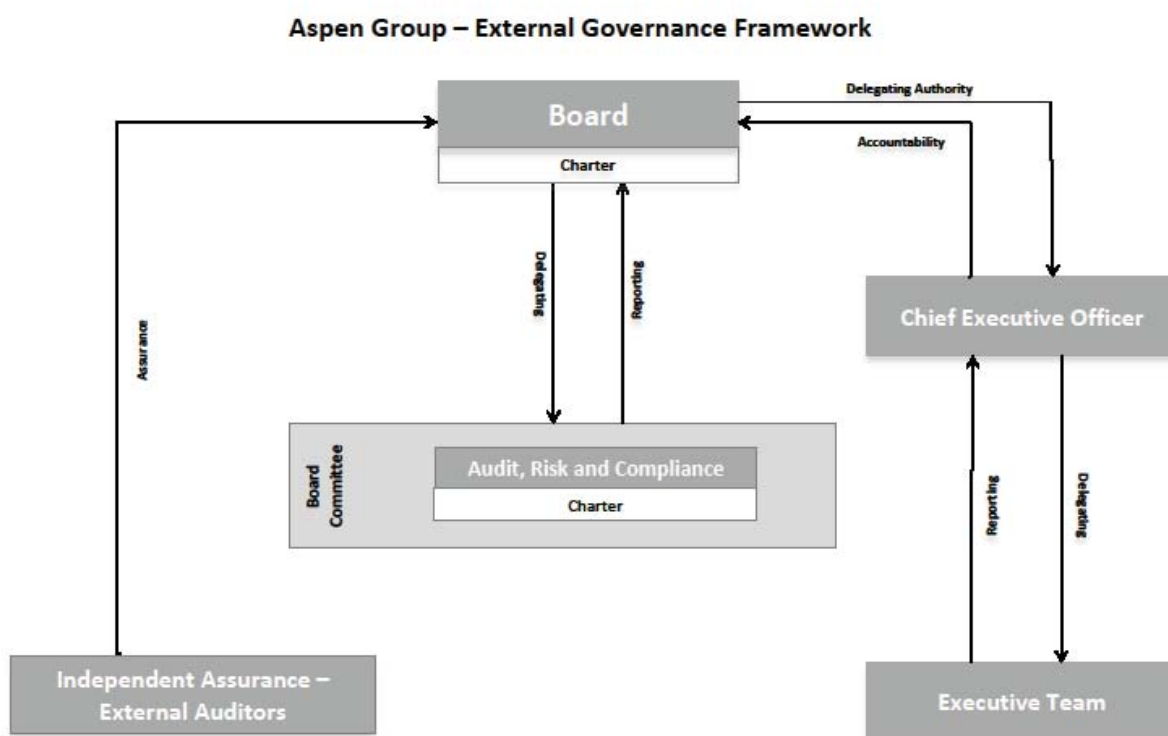 Aspen Group – External Governance Framework
Board
Charter
Delegating Authority
Accountability
Assurance
Delegating
Reporting
Chief Executive Officer
Board
Committee
Audit, Risk and Compliance
Charter
Reporting
Delegating
Independent Assurance –
External Auditors
Executive Team